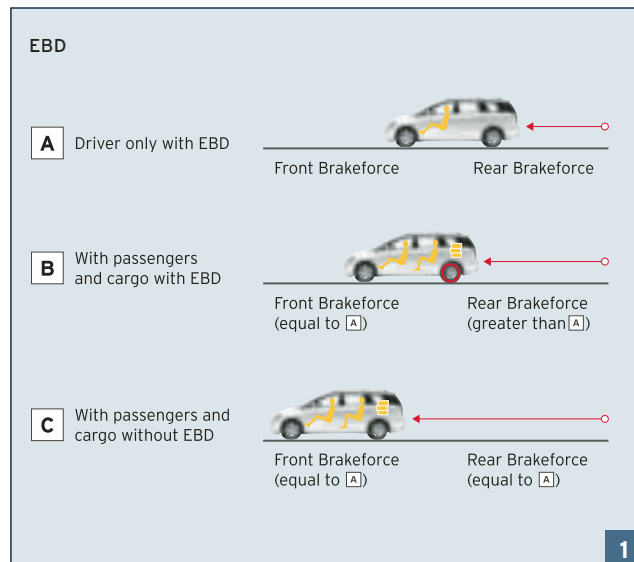 EBD
A
Driver only with EBD
Front Brakeforce
Rear Brakeforce
B
With passengers
and cargo with EBD
Front Brakeforce
(equal to A)
Rear Brakeforce
(greater than A)
C
With passengers and
cargo without EBD
Front Brakeforce
(equal to A)
Rear Brakeforce
(equal to A)
1